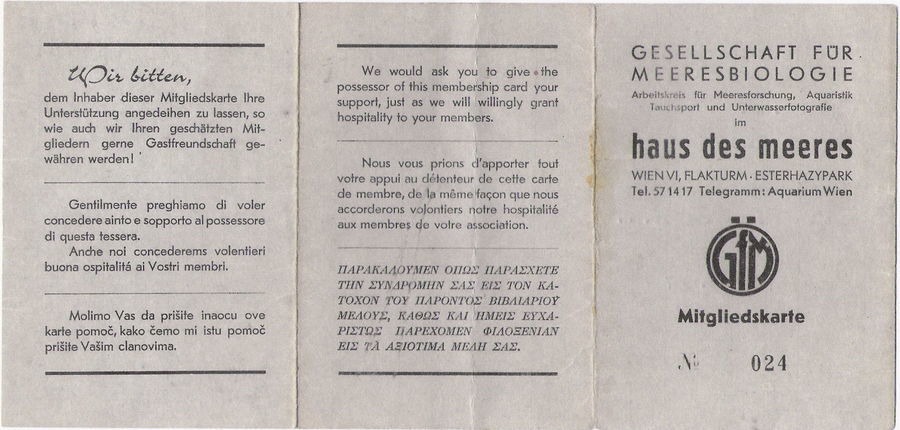 Wir bitten,
dem Inhaber dieser Mitgliedskarte Ihre
Unterstützung angedeihen zu lassen, so
wie auch wir Ihren geschätzten Mit-
gliedern gerne Gastfreundschaft ge-
währen werden!
Gentilmente preghiamo di voler
concedere ainto e sopporto al possessore
di questa tessera.
Anche noi concederems volentieri
buona ospitalitá ai Vostri membri.
Molimo Vas da prišite inaocu ove
karte pomoč, kako čemo mi istu pomoč
prišite Vašim clanovima.
We would ask you to give the
possessor of this membership card your
support, just as we will willingly grant
hospitality to your members.
Nous vous prions d'apporter tout
votre appui au détenteur de cette carte
de membre, de la même façon que nous
accorderons volontiers notre hospitalité
aux membres de votre association.
ΠΑΡΑΚΑΛΟΥΜΕΝ ΟΠΩΣ ΠΑΡΑΣΧΕΤΕ
ΤΗΝ ΣΥΝΔΡΟΜΗΝ ΣΑΣ ΕΙΣ ΤΟΝ ΚΑ-
ΤΟΧΟΝ ΤΟΥ ΠΑΡΟΝΤΟΣ ΒΙΒΛΙΑΡΙΟΥ
ΜΕΛΟΥΣ, ΚΑΘΩΣ ΚΑΙ ΗΜΕΙΣ ΕΥΧΑ-
ΡΙΣΤΩΣ ΠΑΡΕΧΟΜΕΝ ΦΙΛΟΞΕΝΙΑΝ
ΕΙΣ ΤΑ ΑΞΙΟΤΙΜΑ ΜΕΛΗ ΣΑΣ.
GESELLSCHAFT FÜR
MEERESBIOLOGIE
Arbeitskreis für Meeresforschung, Aquaristik
Tauchsport und Unterwasserfotografie
im
haus des meeres
WIEN VI, FLAKTURM · ESTERHAZYPARK
Tel. 57 14 17 Telegramm: Aquarium Wien
GfM
Mitgliedskarte
№ 024